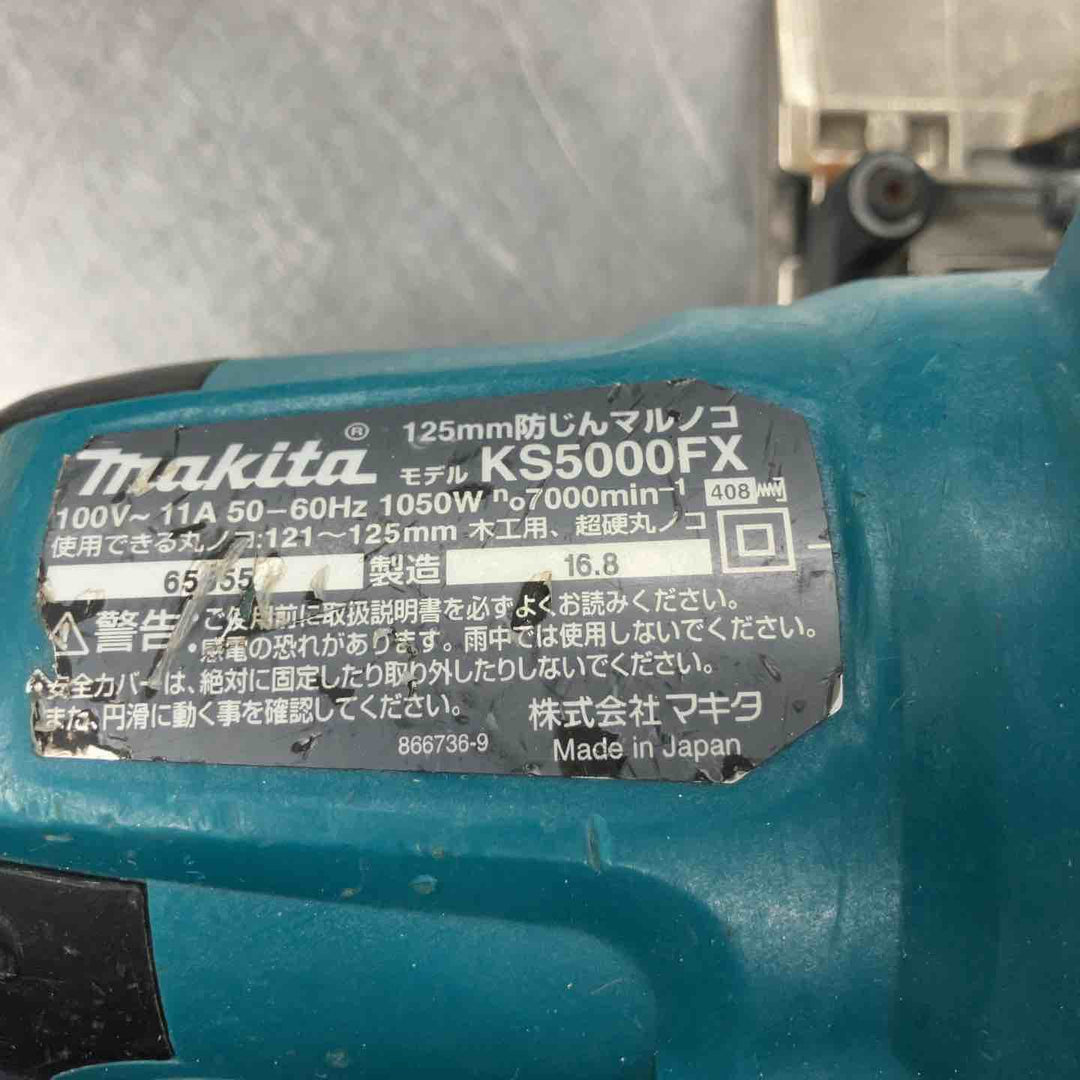 makita®
125mm防じんマルノコ
モデル KS5000FX
100V~ 11A 50-60Hz 1050W n₀7000min⁻¹ 408
使用できる丸ノコ:121~125mm 木工用、超硬丸ノコ
製造 16.8
警告 ・ご使用前に取扱説明書を必ずよくお読みください。
・感電の恐れがあります。雨中では使用しないでください。
・安全カバーは、絶対に固定したり取り外したりしないでください。
また、円滑に動く事を確認してください。
株式会社 マキタ
866736-9
Made in Japan